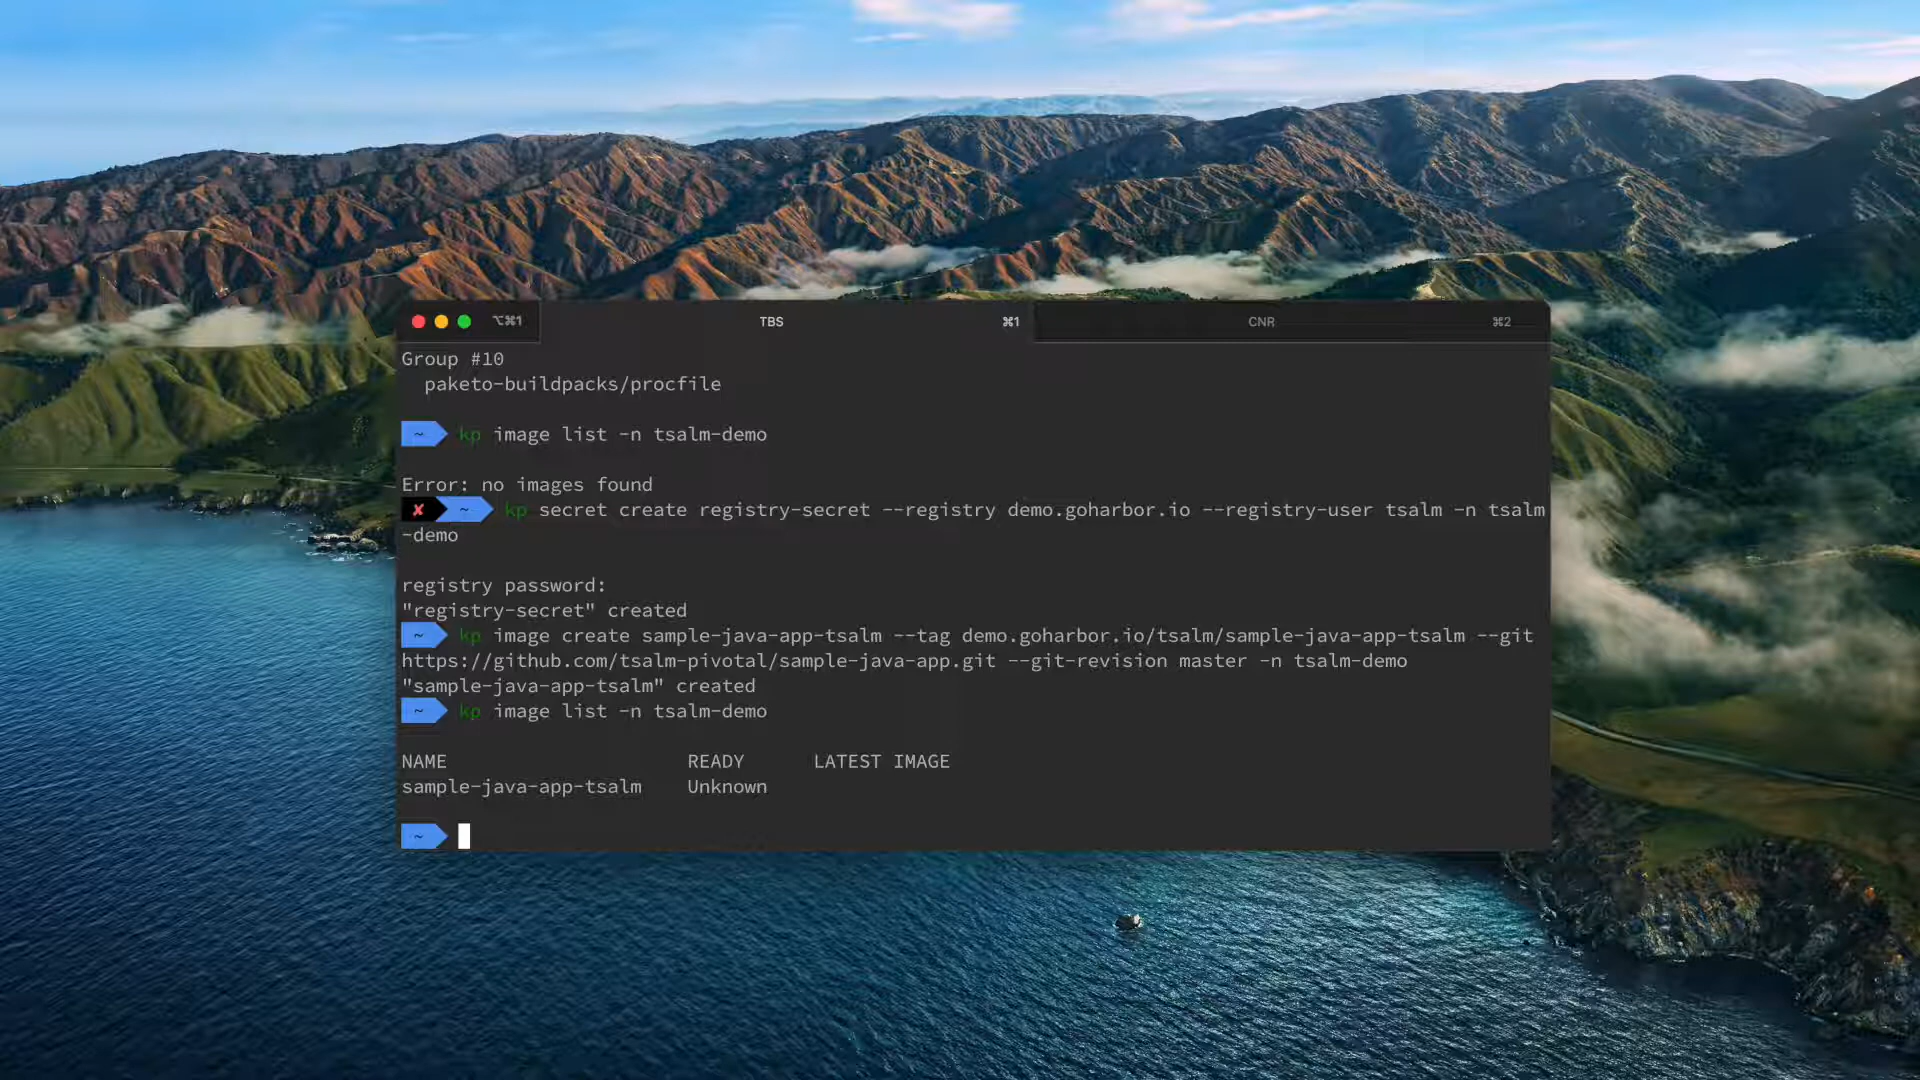 ⌥⌘1 TBS ⌘1 CNR ⌘2
Group #10
paketo-buildpacks/procfile
~ kp image list -n tsalm-demo
Error: no images found
✘ ~ kp secret create registry-secret --registry demo.goharbor.io --registry-user tsalm -n tsalm
-demo
registry password:
"registry-secret" created
~ kp image create sample-java-app-tsalm --tag demo.goharbor.io/tsalm/sample-java-app-tsalm --git
https://github.com/tsalm-pivotal/sample-java-app.git --git-revision master -n tsalm-demo
"sample-java-app-tsalm" created
~ kp image list -n tsalm-demo
NAME READY LATEST IMAGE
sample-java-app-tsalm Unknown
~